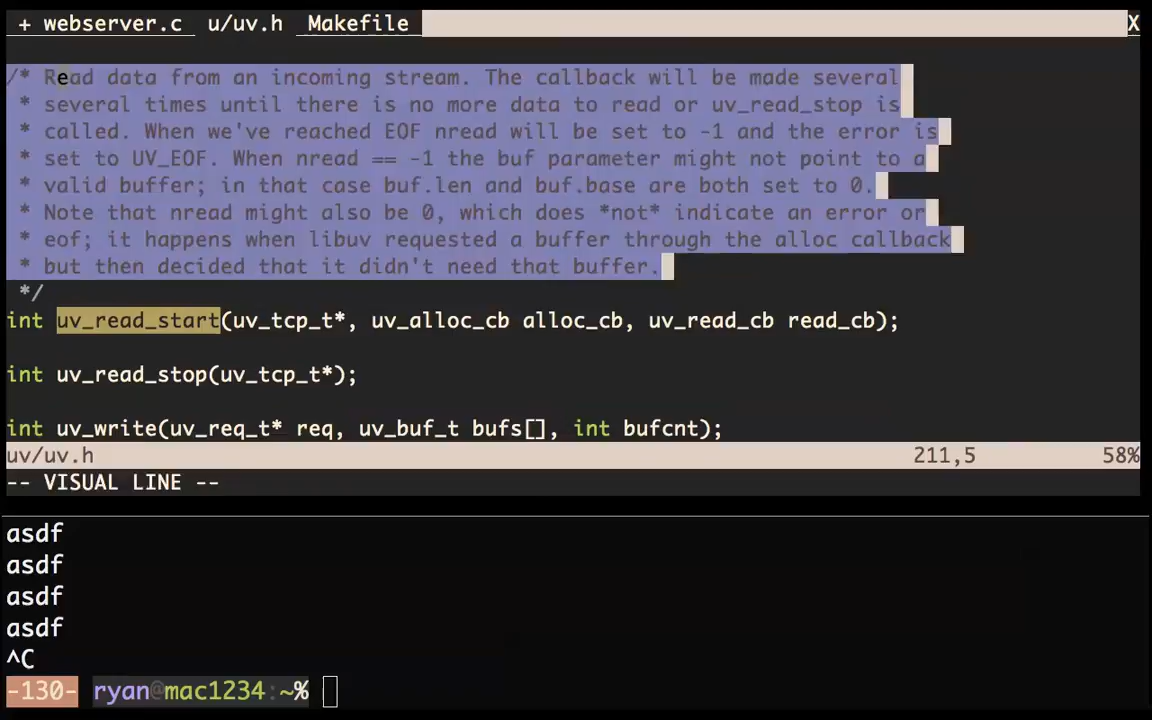 + webserver.c  u/uv.h  Makefile X
/* Read data from an incoming stream. The callback will be made several
 * several times until there is no more data to read or uv_read_stop is
 * called. When we've reached EOF nread will be set to -1 and the error is
 * set to UV_EOF. When nread == -1 the buf parameter might not point to a
 * valid buffer; in that case buf.len and buf.base are both set to 0.
 * Note that nread might also be 0, which does *not* indicate an error or
 * eof; it happens when libuv requested a buffer through the alloc callback
 * but then decided that it didn't need that buffer.
 */
int uv_read_start(uv_tcp_t*, uv_alloc_cb alloc_cb, uv_read_cb read_cb);
int uv_read_stop(uv_tcp_t*);
int uv_write(uv_req_t* req, uv_buf_t bufs[], int bufcnt);
uv/uv.h 211,5 58%
-- VISUAL LINE --
asdf
asdf
asdf
asdf
^C
-130- ryan@mac1234:~%